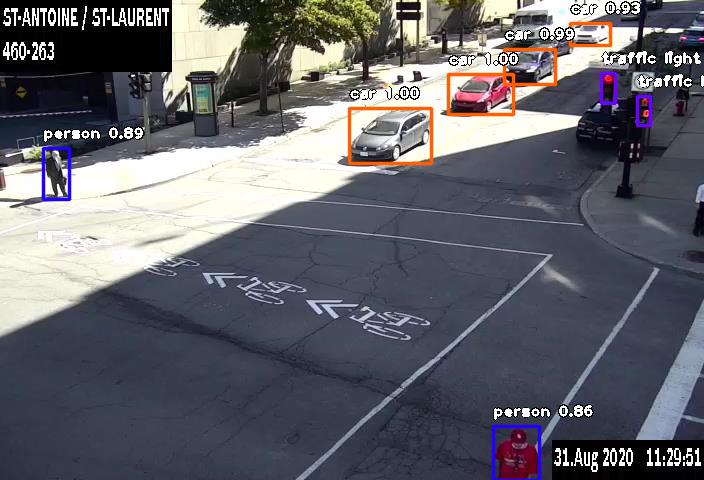 ST-ANTOINE / ST-LAURENT
460-263
car 0.93
car 0.99
traffic light
car 1.00
traffic l
car 1.00
person 0.89
person 0.86
31.Aug 2020 11:29:51